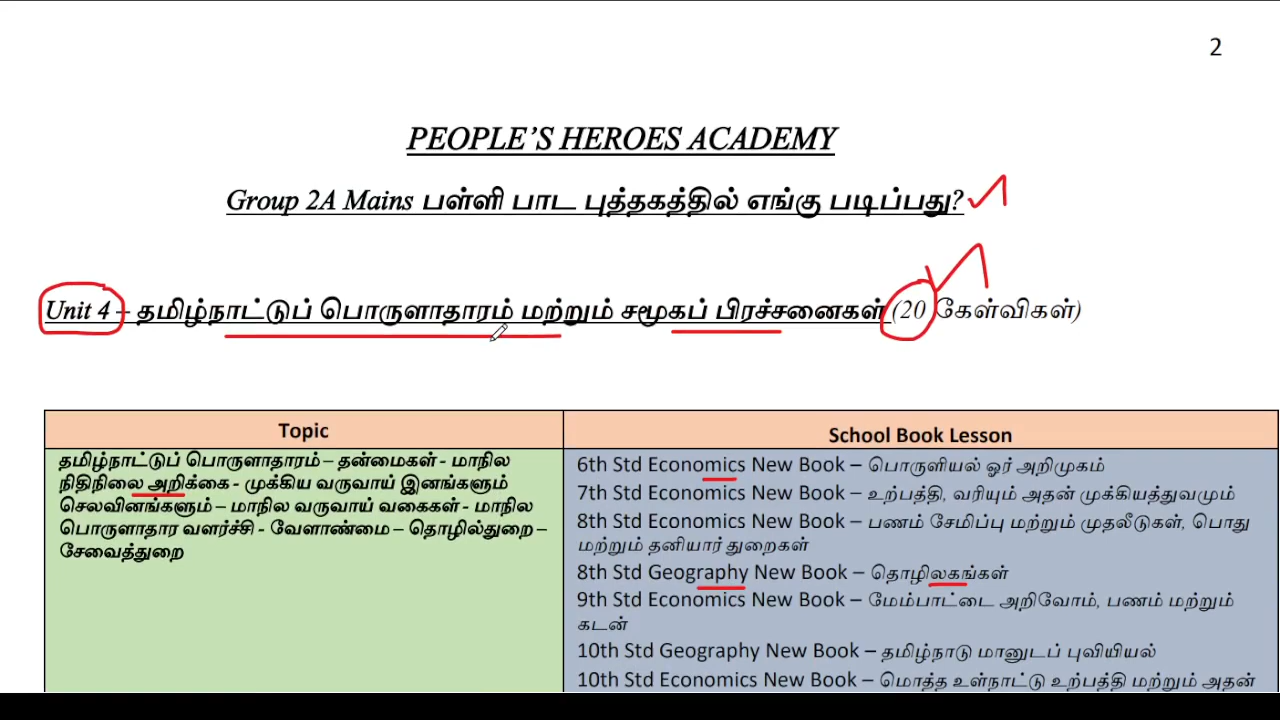 2
PEOPLE’S HEROES ACADEMY
Group 2A Mains பள்ளி பாட புத்தகத்தில் எங்கு படிப்பது?
Unit 4 – தமிழ்நாட்டுப் பொருளாதாரம் மற்றும் சமூகப் பிரச்சனைகள் (20 கேள்விகள்)
Topic
தமிழ்நாட்டுப் பொருளாதாரம் – தன்மைகள் - மாநில
நிதிநிலை அறிக்கை - முக்கிய வருவாய் இனங்களும்
செலவினங்களும் – மாநில வருவாய் வகைகள் - மாநில
பொருளாதார வளர்ச்சி - வேளாண்மை – தொழில்துறை –
சேவைத்துறை
School Book Lesson
6th Std Economics New Book – பொருளியல் ஓர் அறிமுகம்
7th Std Economics New Book – உற்பத்தி, வரியும் அதன் முக்கியத்துவமும்
8th Std Economics New Book – பணம் சேமிப்பு மற்றும் முதலீடுகள், பொது
மற்றும் தனியார் துறைகள்
8th Std Geography New Book – தொழிலகங்கள்
9th Std Economics New Book – மேம்பாட்டை அறிவோம், பணம் மற்றும்
கடன்
10th Std Geography New Book – தமிழ்நாடு மானுடப் புவியியல்
10th Std Economics New Book – மொத்த உள்நாட்டு உற்பத்தி மற்றும் அதன்